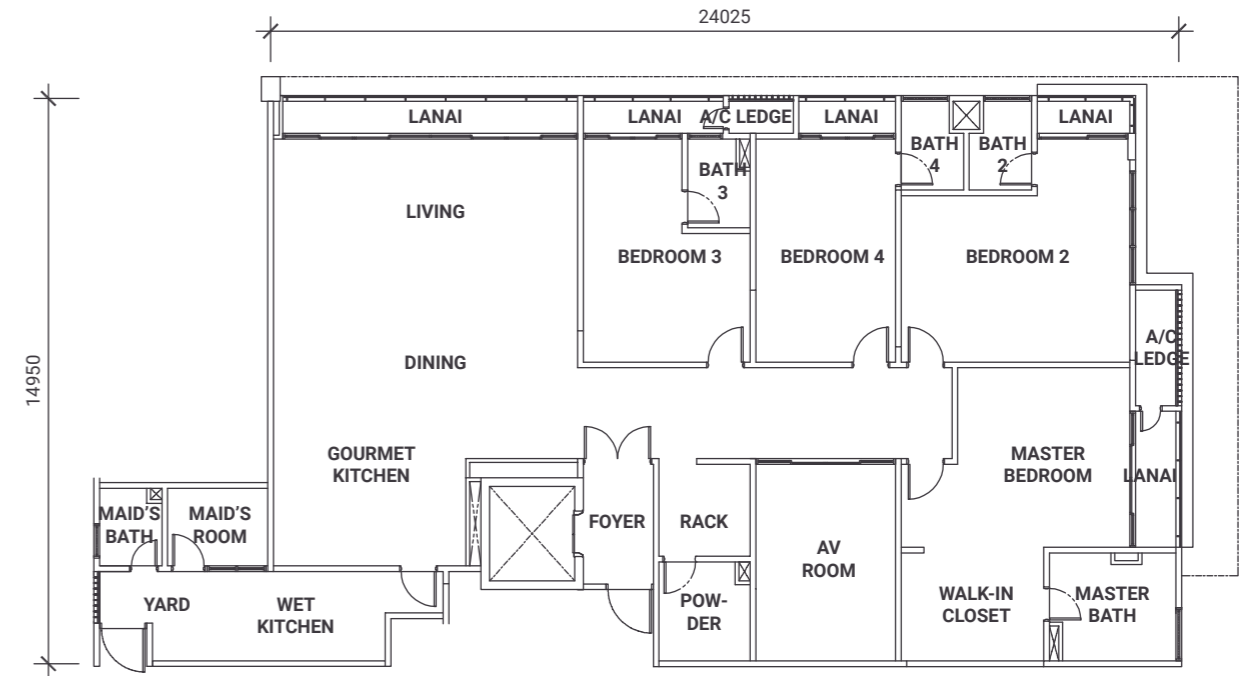 24025
14950
LANAI
LANAI
A/C LEDGE
LANAI
LANAI
BATH
4
BATH
2
BATH
3
LIVING
BEDROOM 3
BEDROOM 4
BEDROOM 2
A/C
LEDGE
DINING
GOURMET
KITCHEN
MASTER
BEDROOM
LANAI
MAID'S
BATH
MAID'S
ROOM
FOYER
RACK
AV
ROOM
YARD
WET
KITCHEN
POW-
DER
WALK-IN
CLOSET
MASTER
BATH